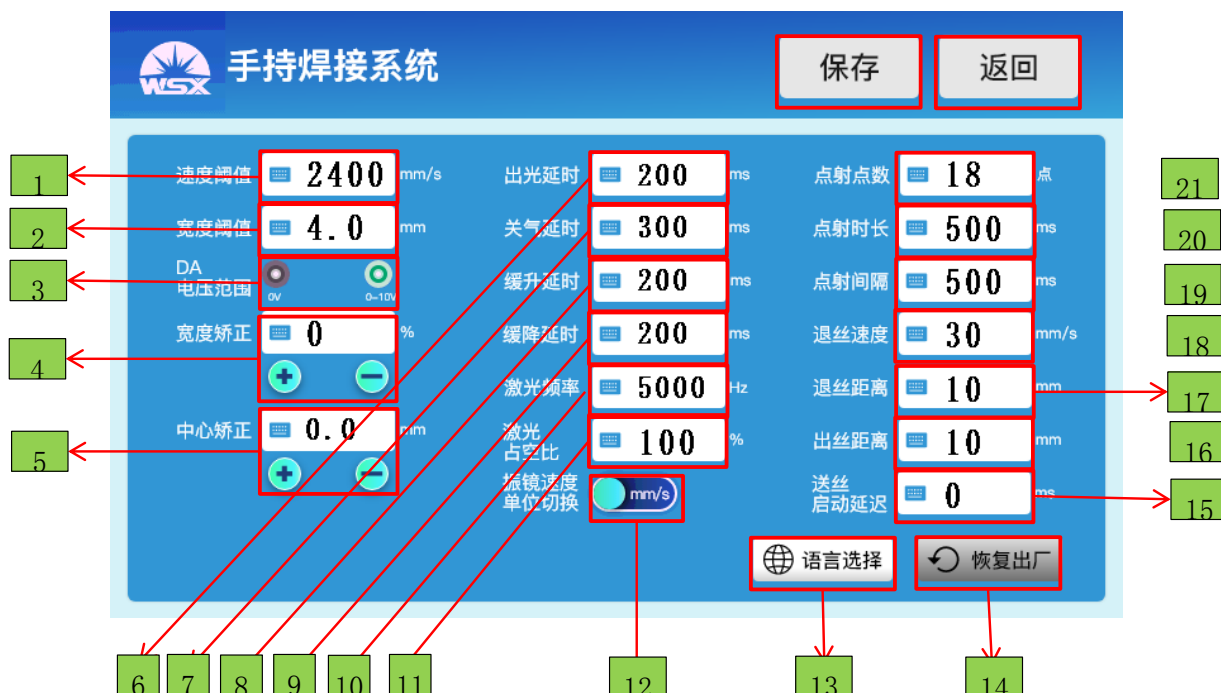 WSX
手持焊接系统
保存
返回
速度阈值 2400 mm/s
宽度阈值 4.0 mm
DA
电压范围
0V
0-10V
宽度矫正 0 %
中心矫正 0.0 mm
出光延时 200 ms
关气延时 300 ms
缓升延时 200 ms
缓降延时 200 ms
激光频率 5000 Hz
激光
占空比 100 %
振镜速度
单位切换 mm/s
点射点数 18 点
点射时长 500 ms
点射间隔 500 ms
退丝速度 30 mm/s
退丝距离 10 mm
出丝距离 10 mm
送丝
启动延迟 0 ms
语言选择
恢复出厂
1
2
3
4
5
6
7
8
9
10
11
12
13
14
15
16
17
18
19
20
21